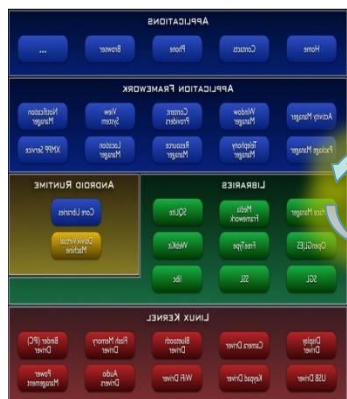 APPLICATIONS
Home
Contacts
Phone
Browser
...
APPLICATION FRAMEWORK
Activity Manager
Window
Manager
Content
Providers
View
System
Notification
Manager
Package Manager
Telephony
Manager
Resource
Manager
Location
Manager
XMPP Service
LIBRARIES
Manager
Media
Framework
SQLite
OpenGL|ES
FreeType
WebKit
SGL
SSL
libc
ANDROID RUNTIME
Core Libraries
Dalvik Virtual
Machine
LINUX KERNEL
Display
Driver
Camera Driver
Bluetooth
Driver
Flash Memory
Driver
Binder (IPC)
Driver
USB Driver
Keypad Driver
WiFi Driver
Audio
Drivers
Power
Management